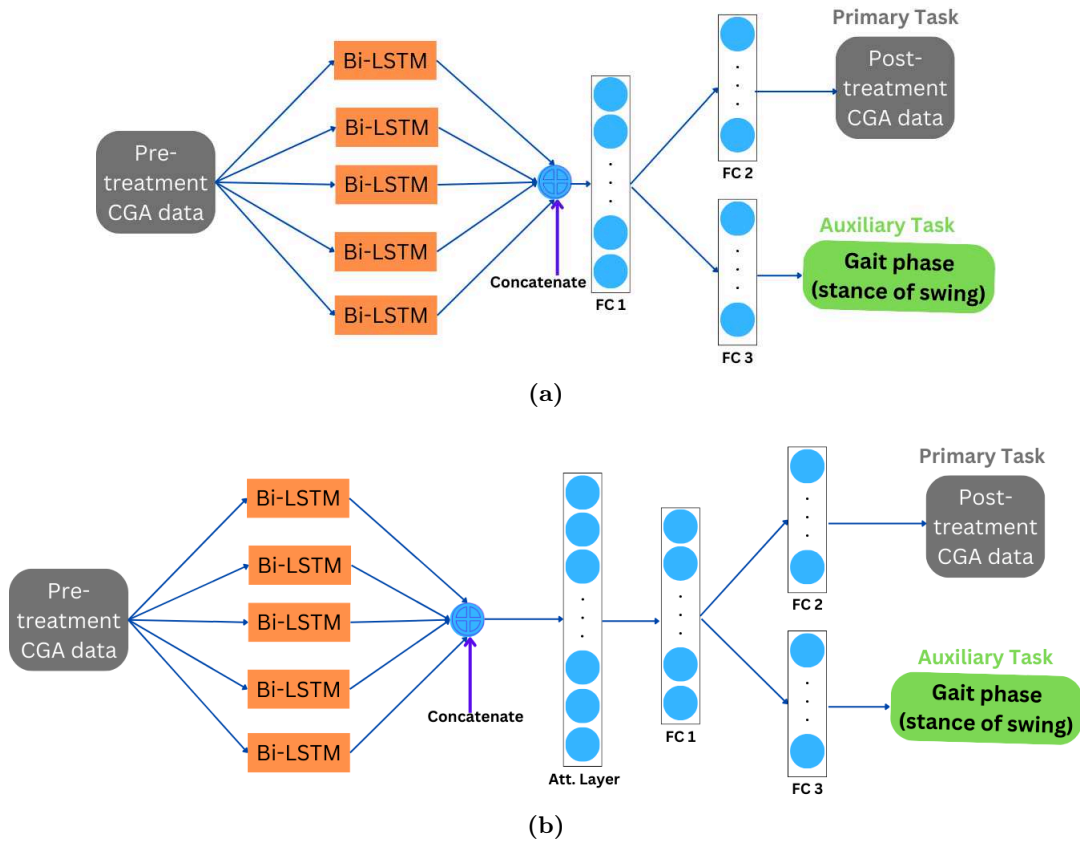 Primary Task
Bi-LSTM
Post-
treatment
CGA data
Bi-LSTM
Pre-
treatment
CGA data
Bi-LSTM
FC 2
Auxiliary Task
Bi-LSTM
Gait phase
(stance of swing)
Concatenate
FC 1
Bi-LSTM
FC 3
(a)
Primary Task
Bi-LSTM
Post-
treatment
CGA data
Bi-LSTM
Pre-
treatment
CGA data
Bi-LSTM
FC 2
Auxiliary Task
Bi-LSTM
Gait phase
(stance of swing)
Concatenate
FC 1
Bi-LSTM
Att. Layer
FC 3
(b)